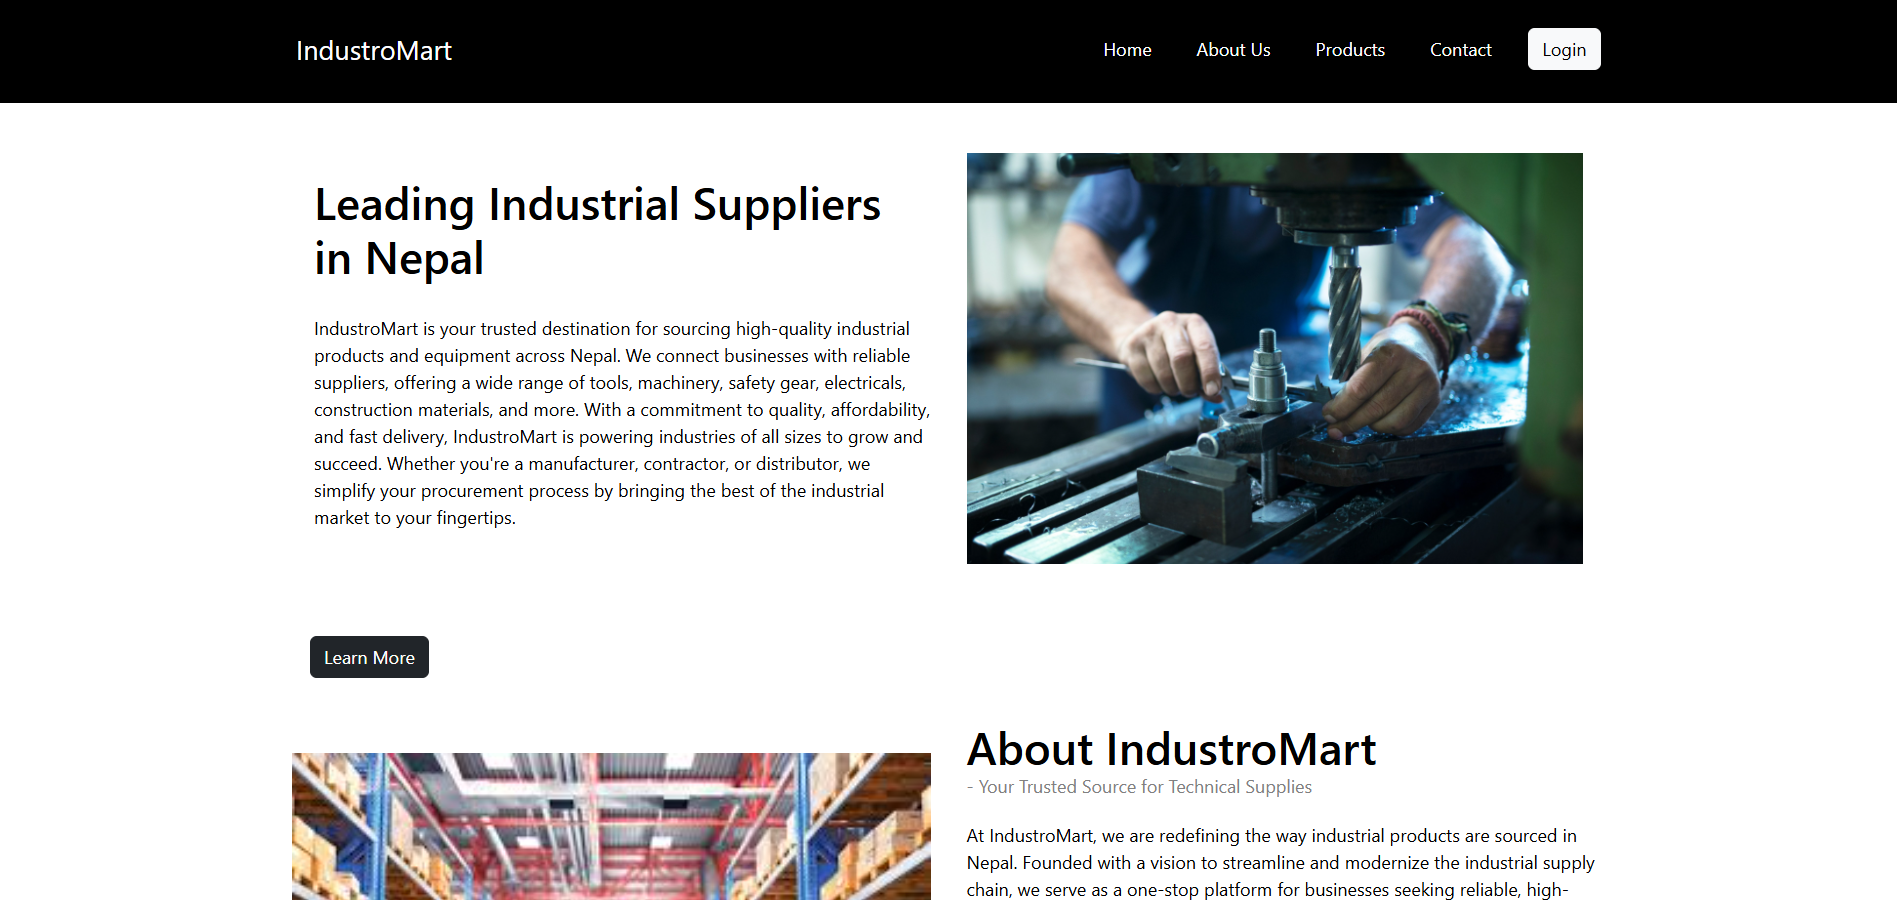 IndustroMart
Home
About Us
Products
Contact
Login
Leading Industrial Suppliers
in Nepal
IndustroMart is your trusted destination for sourcing high-quality industrial
products and equipment across Nepal. We connect businesses with reliable
suppliers, offering a wide range of tools, machinery, safety gear, electricals,
construction materials, and more. With a commitment to quality, affordability,
and fast delivery, IndustroMart is powering industries of all sizes to grow and
succeed. Whether you're a manufacturer, contractor, or distributor, we
simplify your procurement process by bringing the best of the industrial
market to your fingertips.
Learn More
About IndustroMart
- Your Trusted Source for Technical Supplies
At IndustroMart, we are redefining the way industrial products are sourced in
Nepal. Founded with a vision to streamline and modernize the industrial supply
chain, we serve as a one-stop platform for businesses seeking reliable, high-